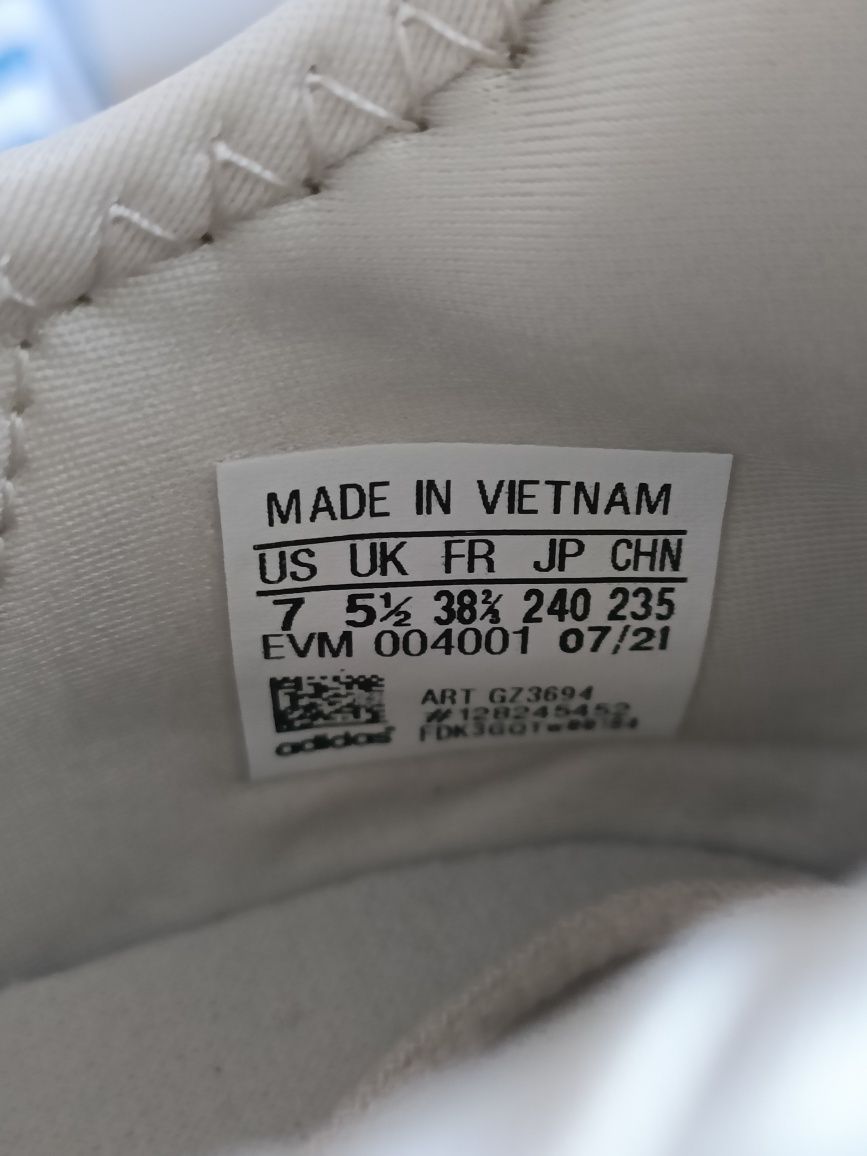 MADE IN VIETNAM
US UK FR JP CHN
7 5½ 38⅔ 240 235
EVM 004001 07/21
ART GZ3694
#128245452
adidas